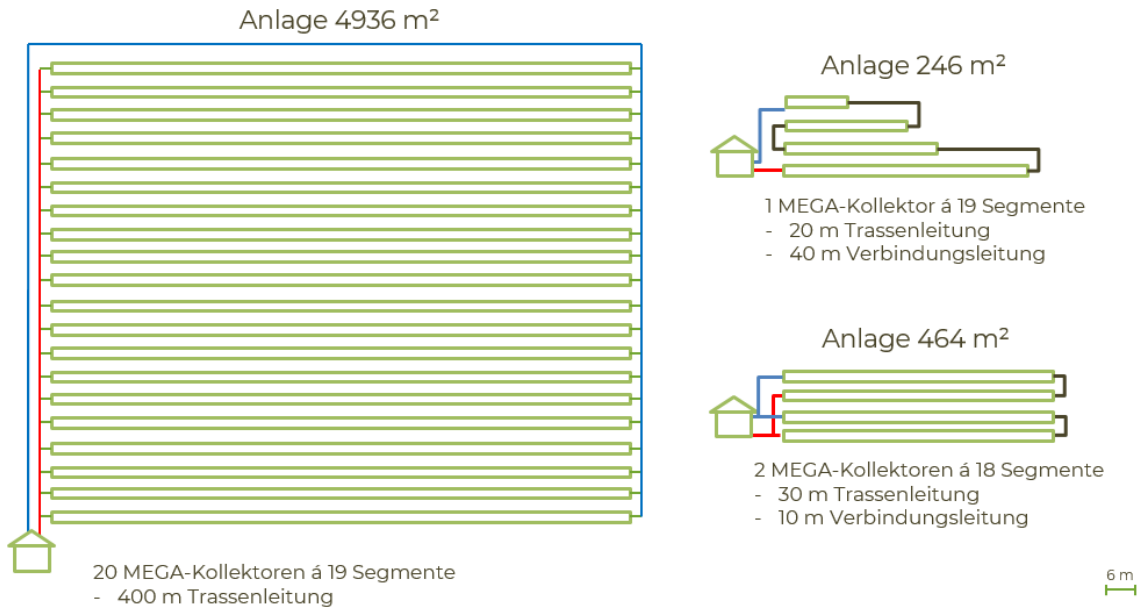 Anlage 4936 m²
20 MEGA-Kollektoren á 19 Segmente
- 400 m Trassenleitung
Anlage 246 m²
1 MEGA-Kollektor á 19 Segmente
- 20 m Trassenleitung
- 40 m Verbindungsleitung
Anlage 464 m²
2 MEGA-Kollektoren á 18 Segmente
- 30 m Trassenleitung
- 10 m Verbindungsleitung
6 m